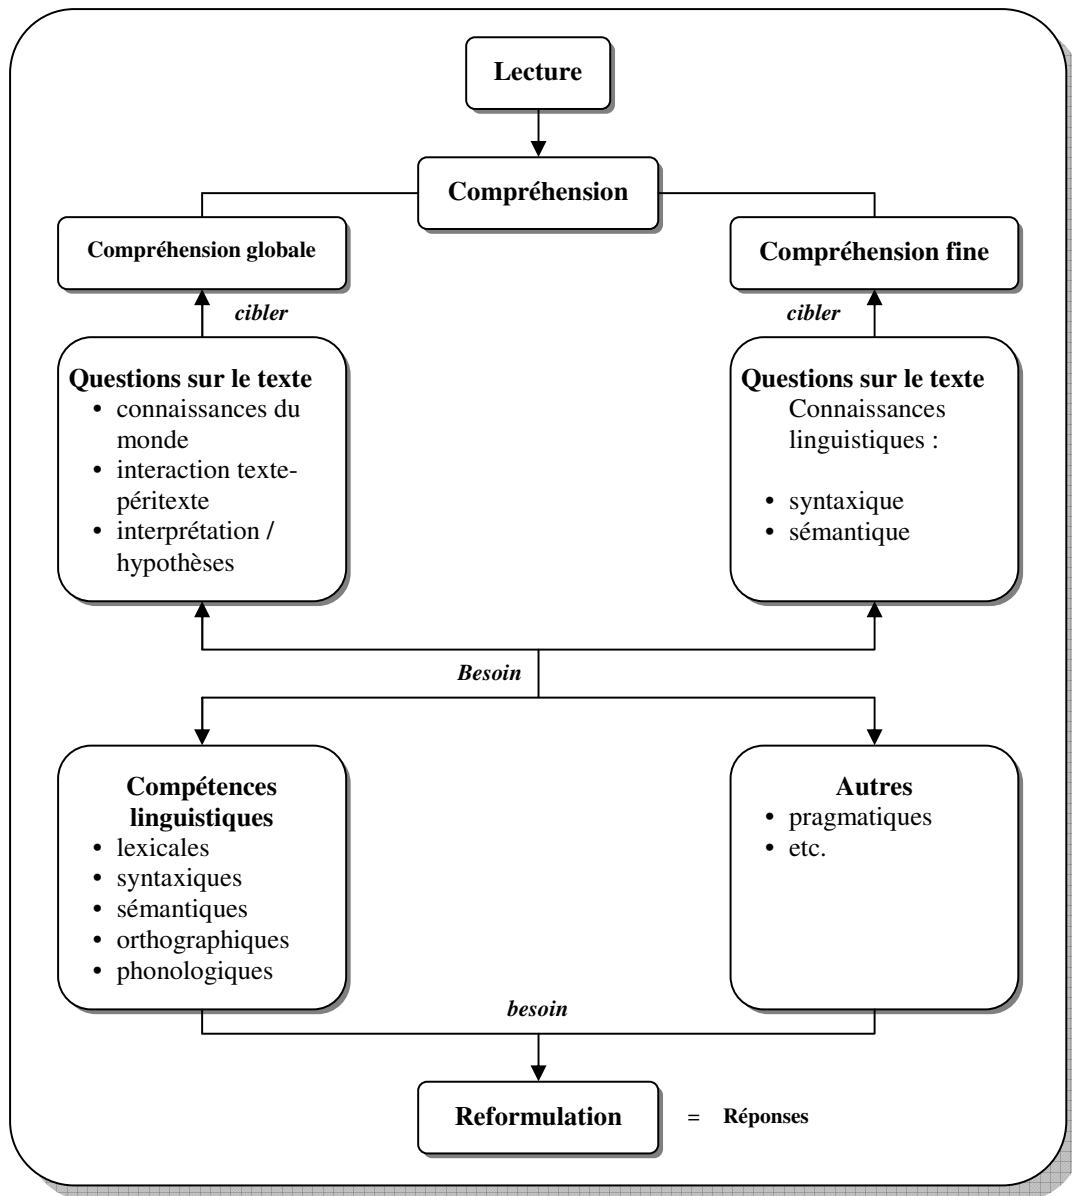 Lecture
Compréhension
Compréhension globale
Compréhension fine
cibler
cibler
Questions sur le texte
• connaissances du
monde
• interaction texte-
péritexte
• interprétation /
hypothèses
Questions sur le texte
Connaissances
linguistiques :
• syntaxique
• sémantique
Besoin
Compétences
linguistiques
• lexicales
• syntaxiques
• sémantiques
• orthographiques
• phonologiques
Autres
• pragmatiques
• etc.
besoin
Reformulation = Réponses